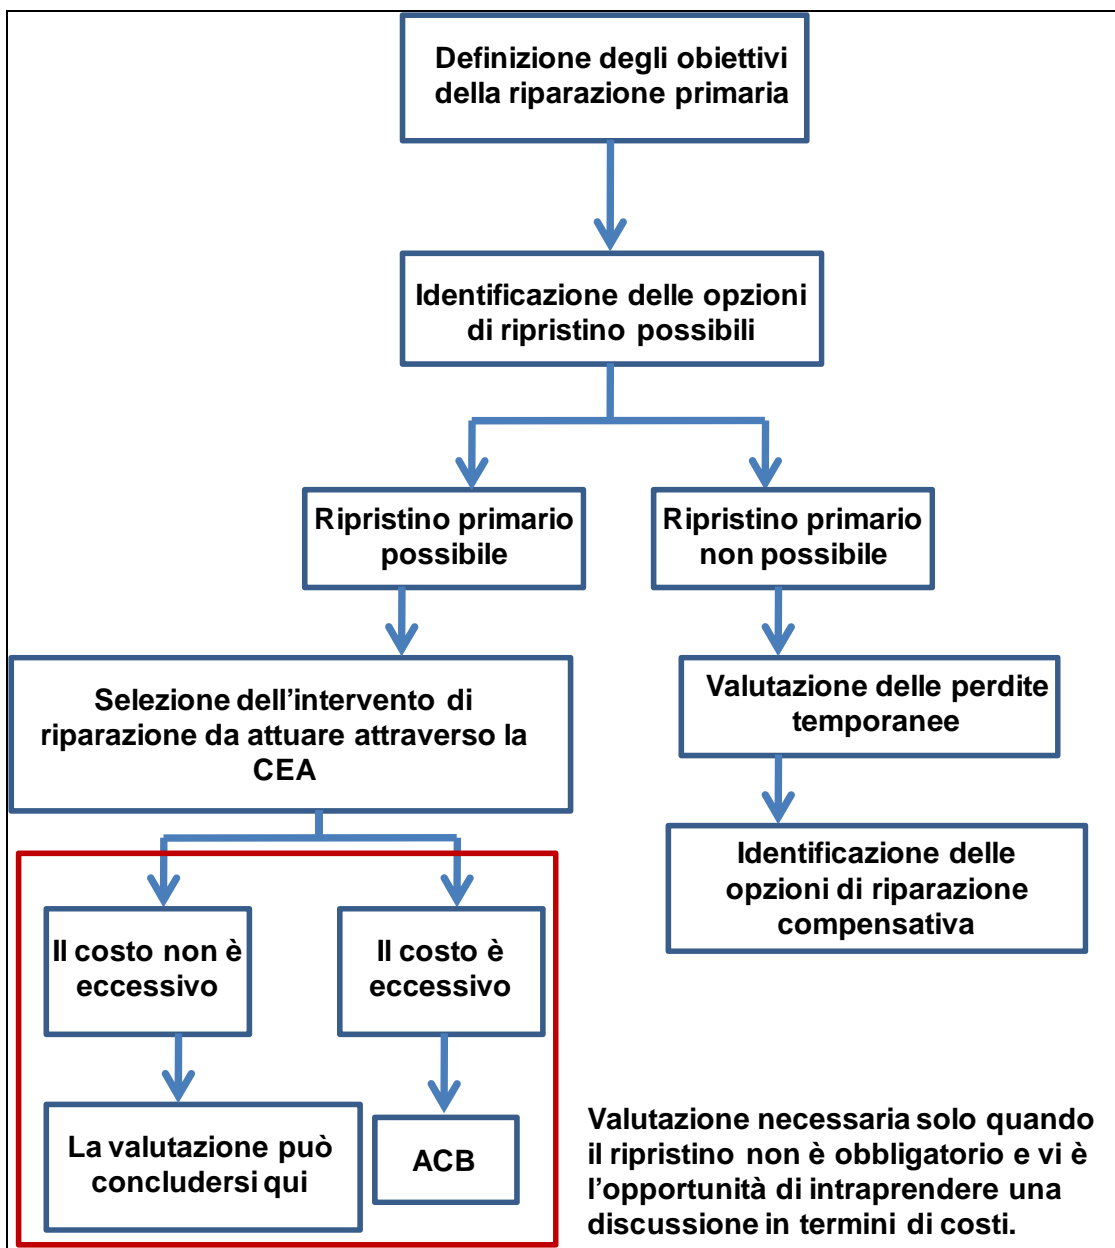 Definizione degli obiettivi
della riparazione primaria
Identificazione delle opzioni
di ripristino possibili
Ripristino primario
possibile
Ripristino primario
non possibile
Selezione dell’intervento di
riparazione da attuare attraverso la
CEA
Valutazione delle perdite
temporanee
Identificazione delle
opzioni di riparazione
compensativa
Il costo non è
eccessivo
Il costo è
eccessivo
La valutazione può
concludersi qui
ACB
Valutazione necessaria solo quando
il ripristino non è obbligatorio e vi è
l’opportunità di intraprendere una
discussione in termini di costi.